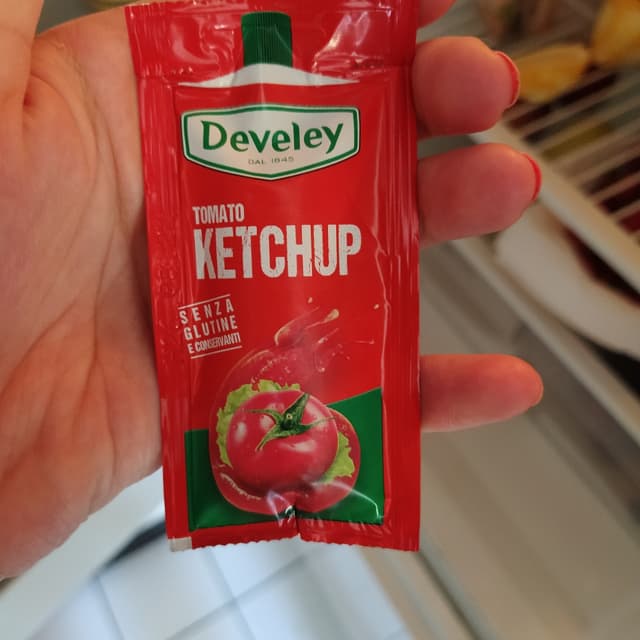 Develey
DAL 1845
TOMATO
KETCHUP
SENZA
GLUTINE
E CONSERVANTI